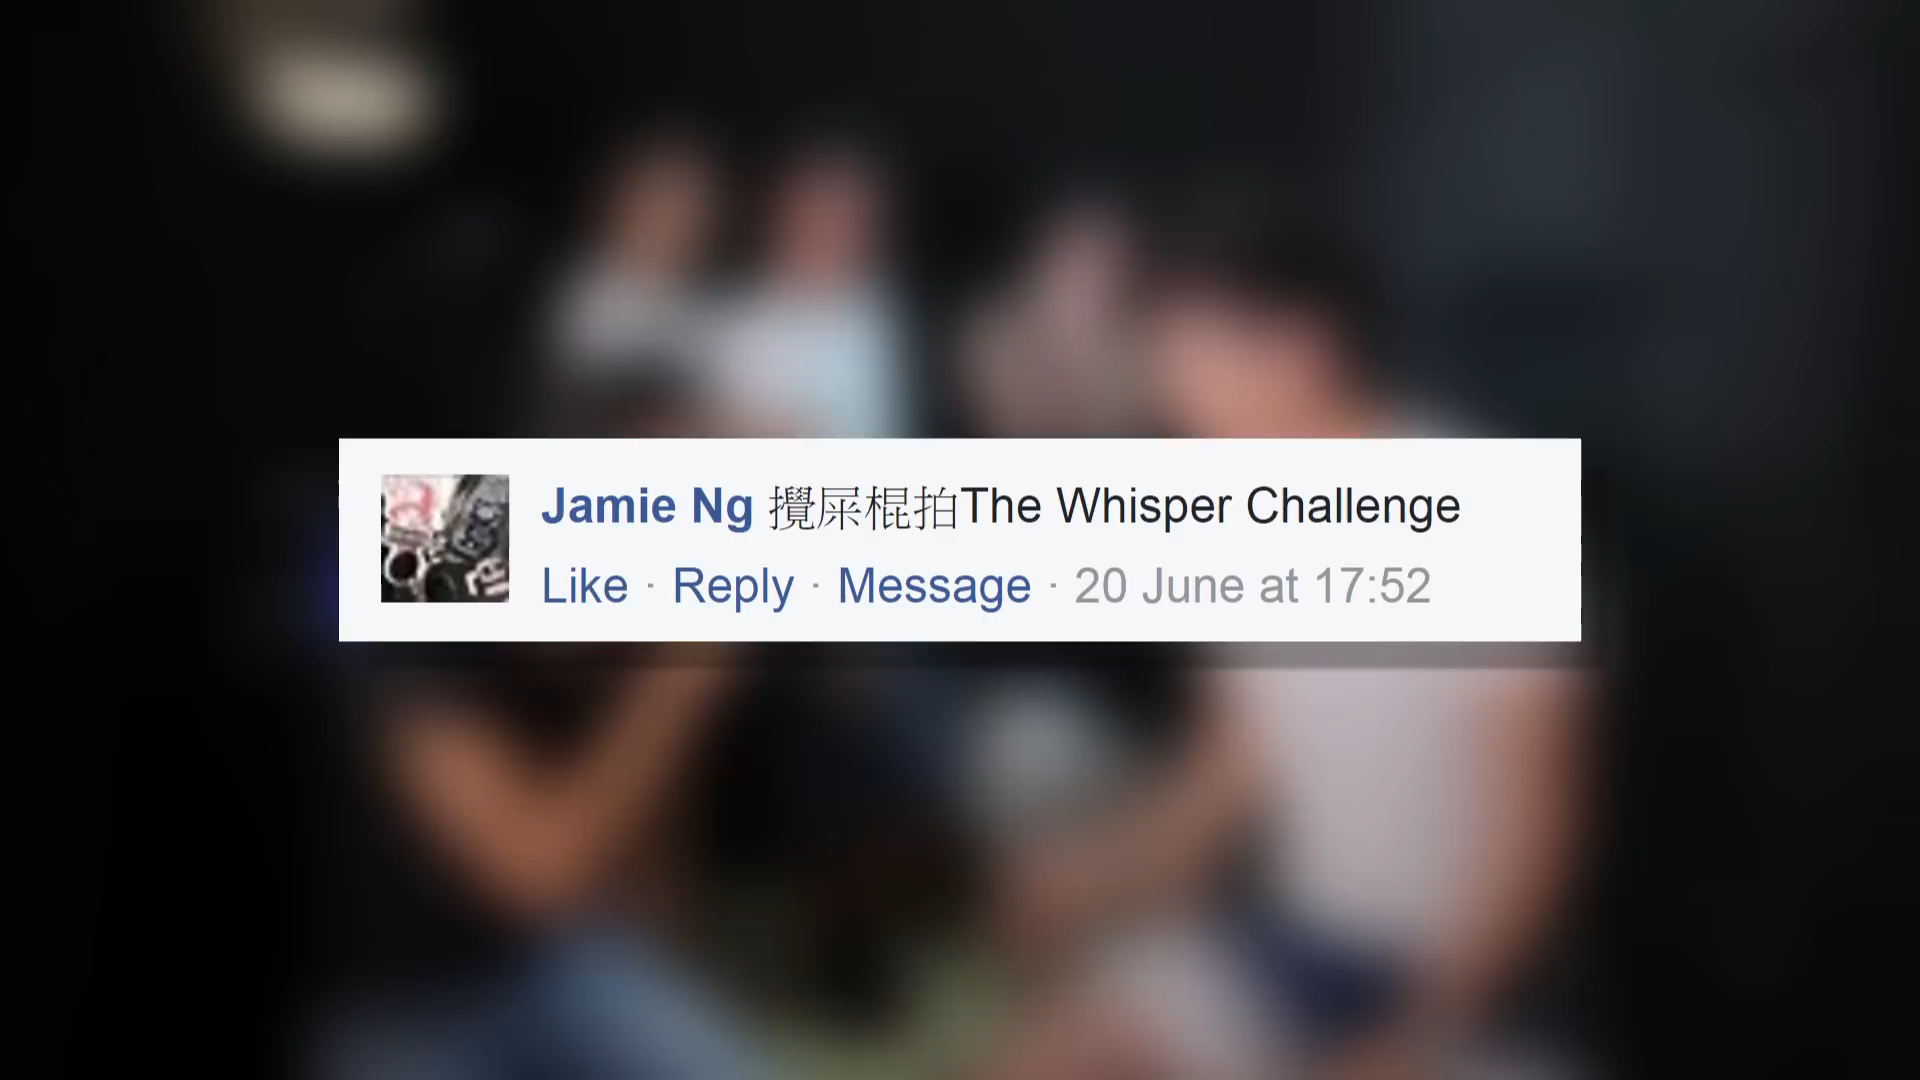 Jamie Ng 攪屎棍拍The Whisper Challenge
Like · Reply · Message · 20 June at 17:52